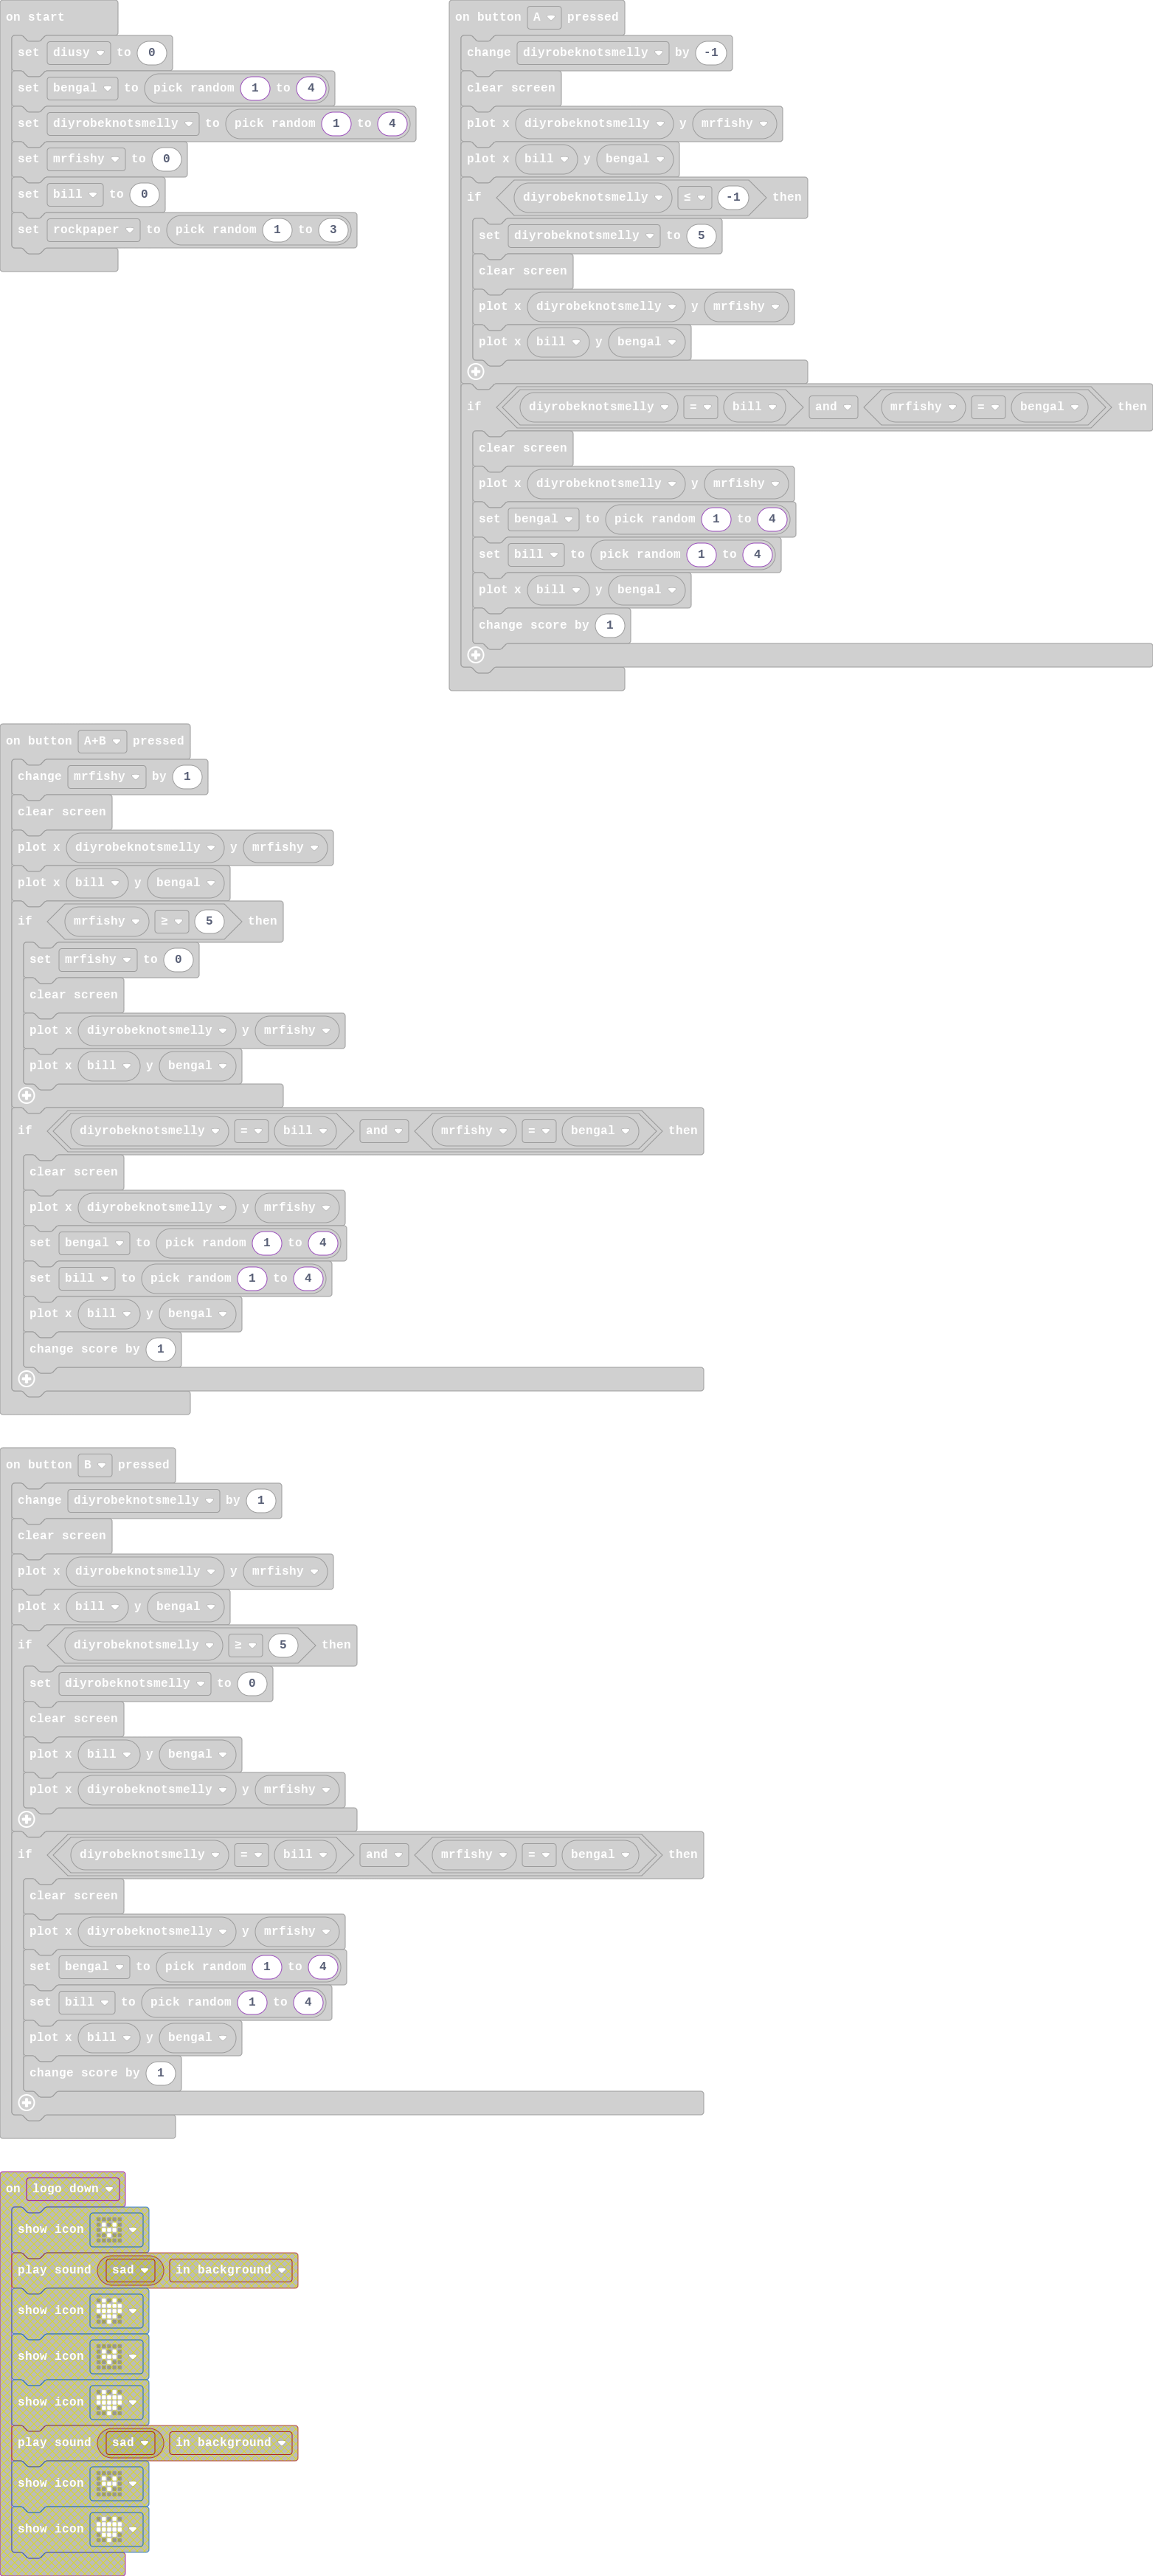 on start
set diusy to 0
set bengal to pick random 1 to 4
set diyrobeknotsmelly to pick random 1 to 4
set mrfishy to 0
set bill to 0
set rockpaper to pick random 1 to 3
on button A pressed
change diyrobeknotsmelly by -1
clear screen
plot x diyrobeknotsmelly y mrfishy
plot x bill y bengal
if diyrobeknotsmelly ≤ -1 then
set diyrobeknotsmelly to 5
clear screen
plot x diyrobeknotsmelly y mrfishy
plot x bill y bengal
if diyrobeknotsmelly = bill and mrfishy = bengal then
clear screen
plot x diyrobeknotsmelly y mrfishy
set bengal to pick random 1 to 4
set bill to pick random 1 to 4
plot x bill y bengal
change score by 1
on button A+B pressed
change mrfishy by 1
clear screen
plot x diyrobeknotsmelly y mrfishy
plot x bill y bengal
if mrfishy ≥ 5 then
set mrfishy to 0
clear screen
plot x diyrobeknotsmelly y mrfishy
plot x bill y bengal
if diyrobeknotsmelly = bill and mrfishy = bengal then
clear screen
plot x diyrobeknotsmelly y mrfishy
set bengal to pick random 1 to 4
set bill to pick random 1 to 4
plot x bill y bengal
change score by 1
on button B pressed
change diyrobeknotsmelly by 1
clear screen
plot x diyrobeknotsmelly y mrfishy
plot x bill y bengal
if diyrobeknotsmelly ≥ 5 then
set diyrobeknotsmelly to 0
clear screen
plot x bill y bengal
plot x diyrobeknotsmelly y mrfishy
if diyrobeknotsmelly = bill and mrfishy = bengal then
clear screen
plot x diyrobeknotsmelly y mrfishy
set bengal to pick random 1 to 4
set bill to pick random 1 to 4
plot x bill y bengal
change score by 1
on logo down
show icon
play sound sad in background
show icon
show icon
show icon
play sound sad in background
show icon
show icon